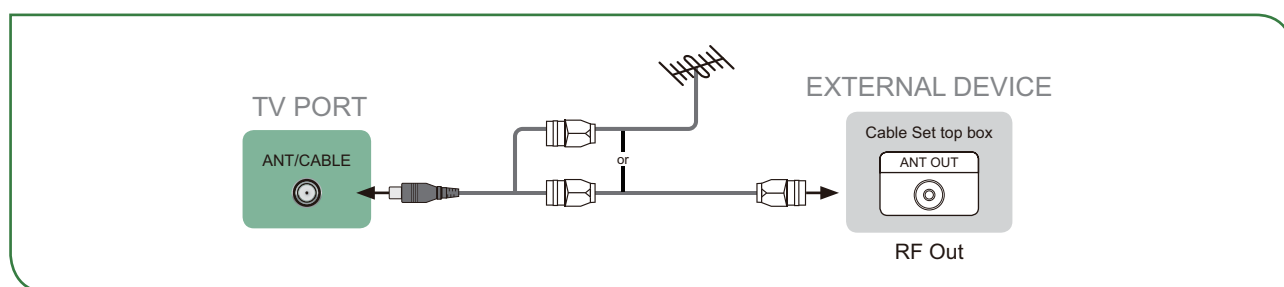 TV PORT
ANT/CABLE
or
EXTERNAL DEVICE
Cable Set top box
ANT OUT
RF Out